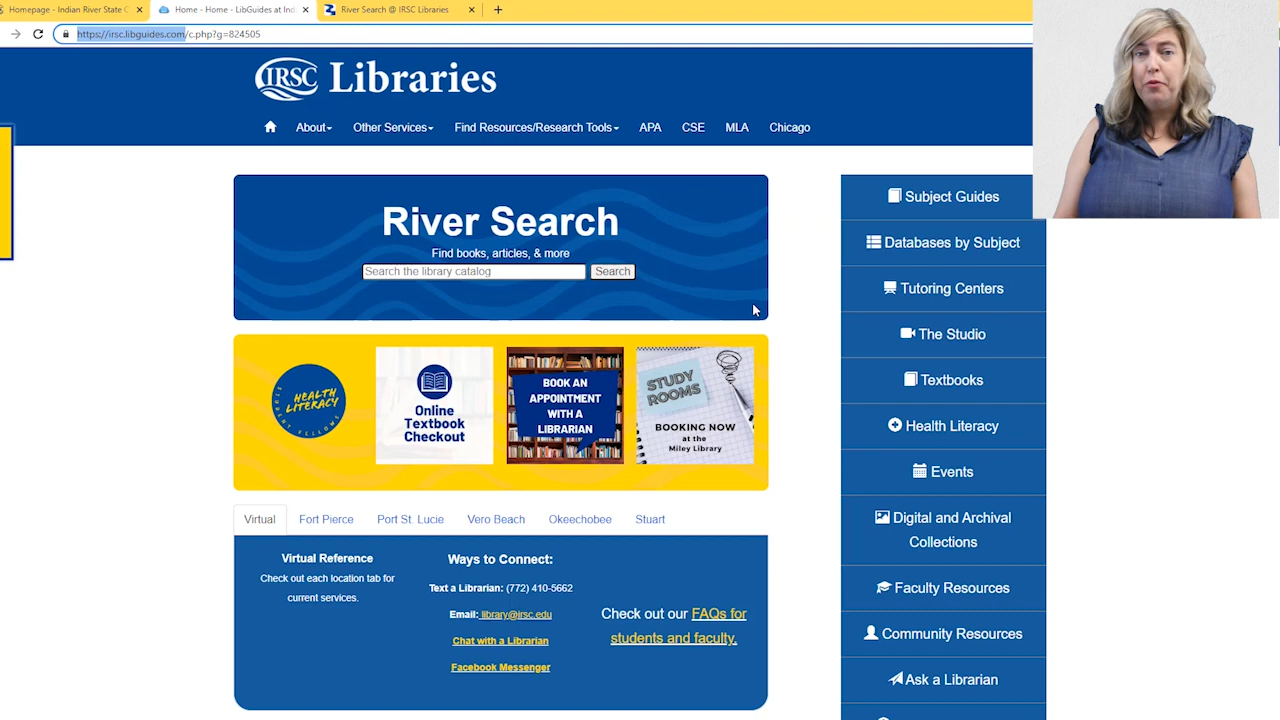 Homepage - Indian River State C
Home - Home - LibGuides at Indi
River Search @ IRSC Libraries
https://irsc.libguides.com/c.php?g=824505
IRSC Libraries
About
Other Services
Find Resources/Research Tools
APA
CSE
MLA
Chicago
River Search
Find books, articles, & more
Search the library catalog
Search
HEALTH
LITERACY
STUDENT FELLOWS
Online
Textbook
Checkout
BOOK AN
APPOINTMENT
WITH A
LIBRARIAN
STUDY
ROOMS
BOOKING NOW
at the
Miley Library
Virtual
Fort Pierce
Port St. Lucie
Vero Beach
Okeechobee
Stuart
Virtual Reference
Check out each location tab for
current services.
Ways to Connect:
Text a Librarian: (772) 410-5662
Email: library@irsc.edu
Chat with a Librarian
Facebook Messenger
Check out our FAQs for
students and faculty.
Subject Guides
Databases by Subject
Tutoring Centers
The Studio
Textbooks
Health Literacy
Events
Digital and Archival
Collections
Faculty Resources
Community Resources
Ask a Librarian